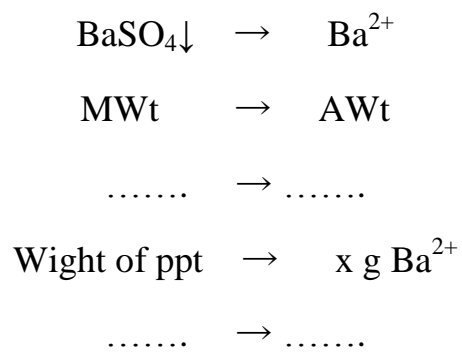 BaSO₄↓ → Ba²⁺
MWt → AWt
……. → …….
Wight of ppt → x g Ba²⁺
……. → …….